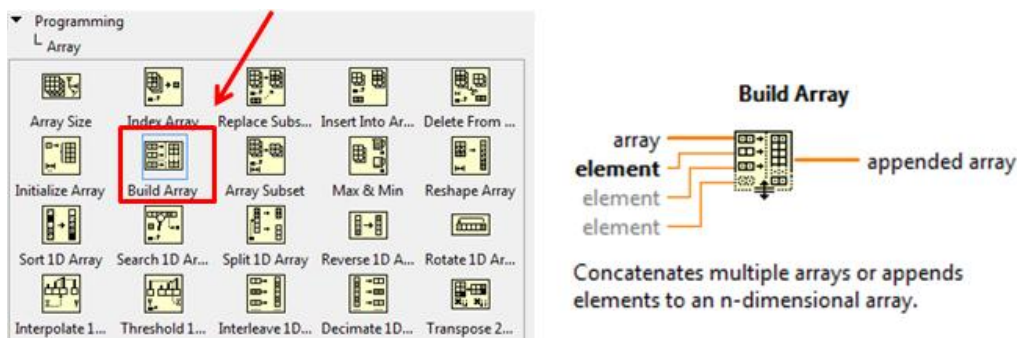 Programming
Array
Array Size Index Array Replace Subs... Insert Into Ar... Delete From ...
Initialize Array Build Array Array Subset Max & Min Reshape Array
Sort 1D Array Search 1D Ar... Split 1D Array Reverse 1D A... Rotate 1D Ar...
Interpolate 1... Threshold 1... Interleave 1D... Decimate 1D... Transpose 2...
Build Array
array
element
element
element
appended array
Concatenates multiple arrays or appends
elements to an n-dimensional array.